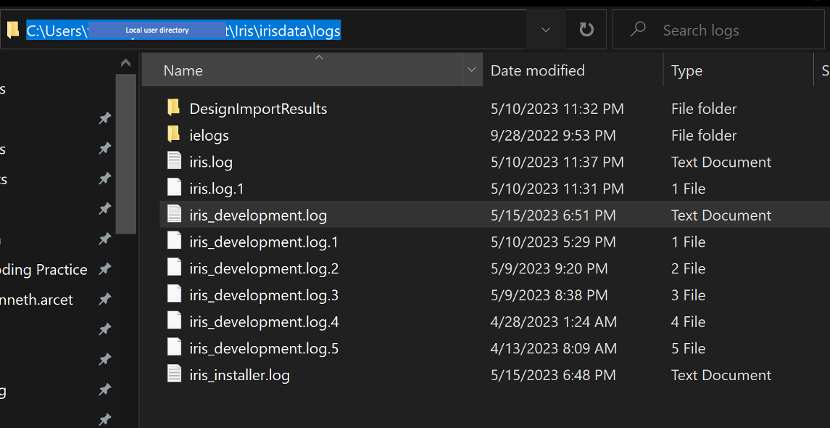 C:\Users\ Local user directory t\Iris\irisdata\logs
Search logs
Name Date modified Type S
DesignImportResults 5/10/2023 11:32 PM File folder
ielogs 9/28/2022 9:53 PM File folder
iris.log 5/10/2023 11:37 PM Text Document
iris.log.1 5/10/2023 11:31 PM 1 File
iris_development.log 5/15/2023 6:51 PM Text Document
iris_development.log.1 5/10/2023 5:29 PM 1 File
iris_development.log.2 5/9/2023 9:20 PM 2 File
iris_development.log.3 5/9/2023 8:38 PM 3 File
iris_development.log.4 4/28/2023 1:24 AM 4 File
iris_development.log.5 4/13/2023 8:09 AM 5 File
iris_installer.log 5/15/2023 6:48 PM Text Document
s
s
ts
oding Practice
nneth.arcet
g